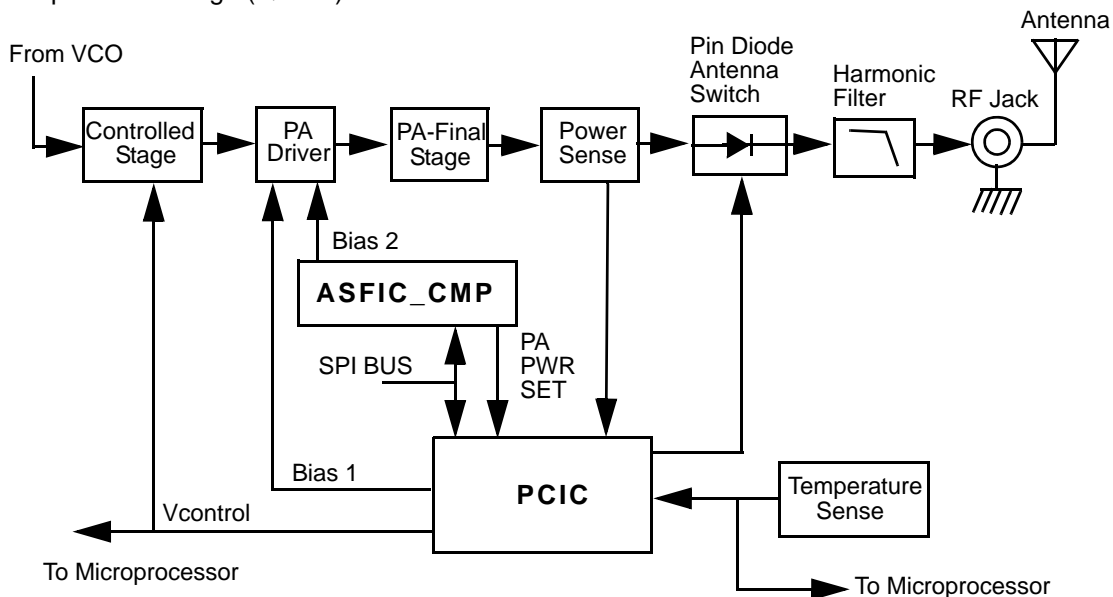 From VCO
Antenna
Pin Diode
Antenna
Switch
Harmonic
Filter
RF Jack
Controlled
Stage
PA
Driver
PA-Final
Stage
Power
Sense
Bias 2
ASFIC_CMP
SPI BUS
PA
PWR
SET
Bias 1
PCIC
Temperature
Sense
Vcontrol
To Microprocessor
To Microprocessor